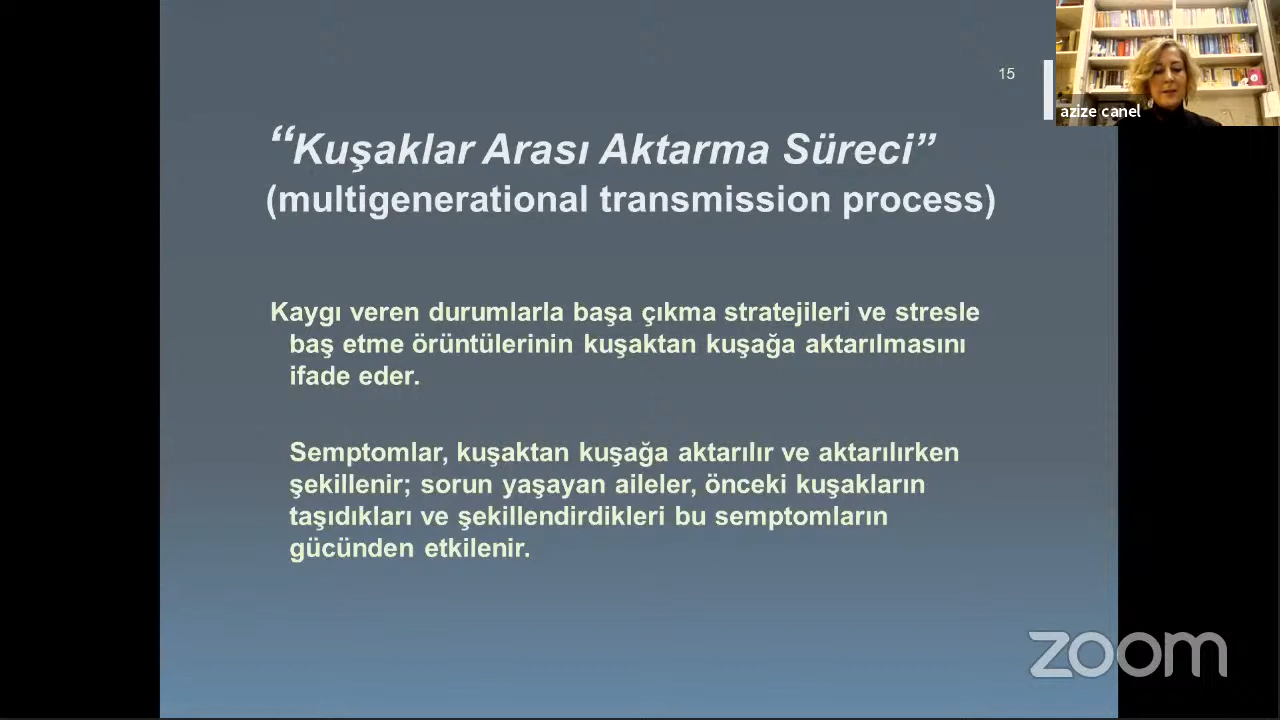 15
azize canel
“Kuşaklar Arası Aktarma Süreci”
(multigenerational transmission process)
Kaygı veren durumlarla başa çıkma stratejileri ve stresle
baş etme örüntülerinin kuşaktan kuşağa aktarılmasını
ifade eder.
Semptomlar, kuşaktan kuşağa aktarılır ve aktarılırken
şekillenir; sorun yaşayan aileler, önceki kuşakların
taşıdıkları ve şekillendirdikleri bu semptomların
gücünden etkilenir.
zoom